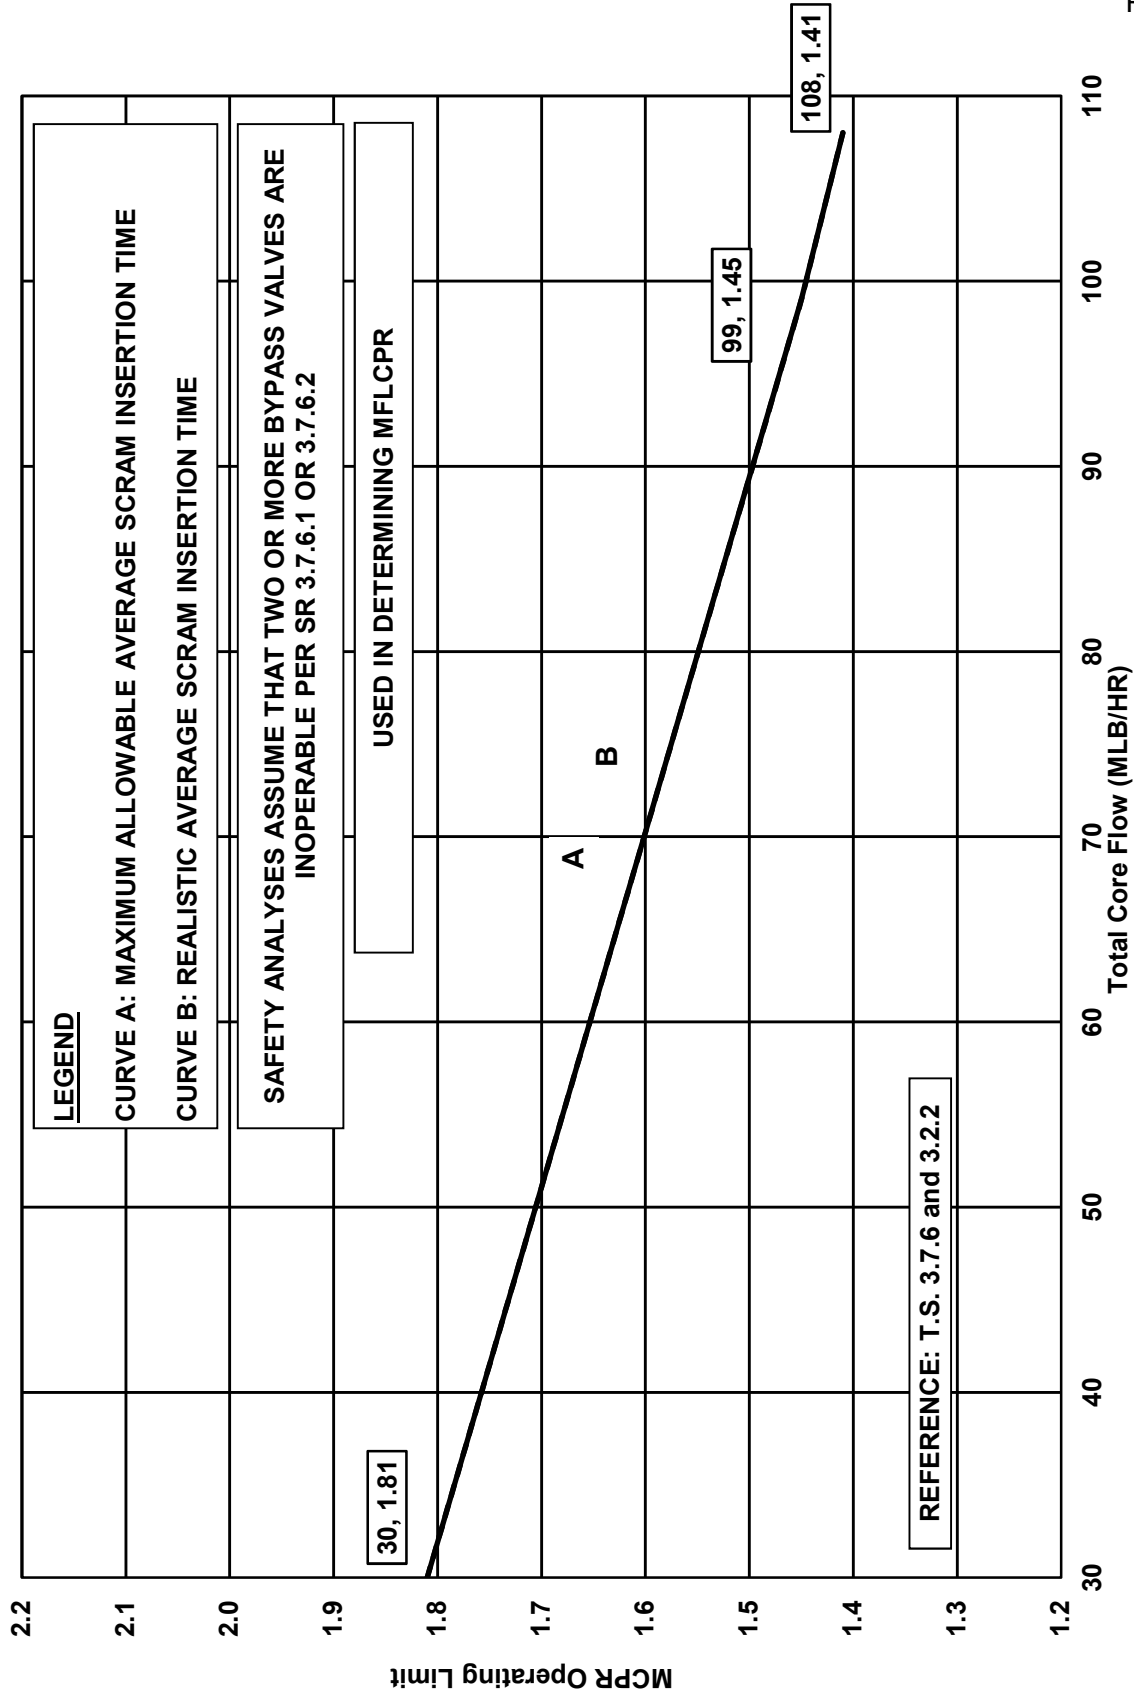 LEGEND
CURVE A: MAXIMUM ALLOWABLE AVERAGE SCRAM INSERTION TIME
CURVE B: REALISTIC AVERAGE SCRAM INSERTION TIME
SAFETY ANALYSES ASSUME THAT TWO OR MORE BYPASS VALVES ARE
INOPERABLE PER SR 3.7.6.1 OR 3.7.6.2
USED IN DETERMINING MFLCPR
MCPR Operating Limit
2.2
2.1
2.0
1.9
1.8
1.7
1.6
1.5
1.4
1.3
1.2
30, 1.81
A
B
99, 1.45
108, 1.41
REFERENCE: T.S. 3.7.6 and 3.2.2
30
40
50
60
70
80
90
100
110
Total Core Flow (MLB/HR)